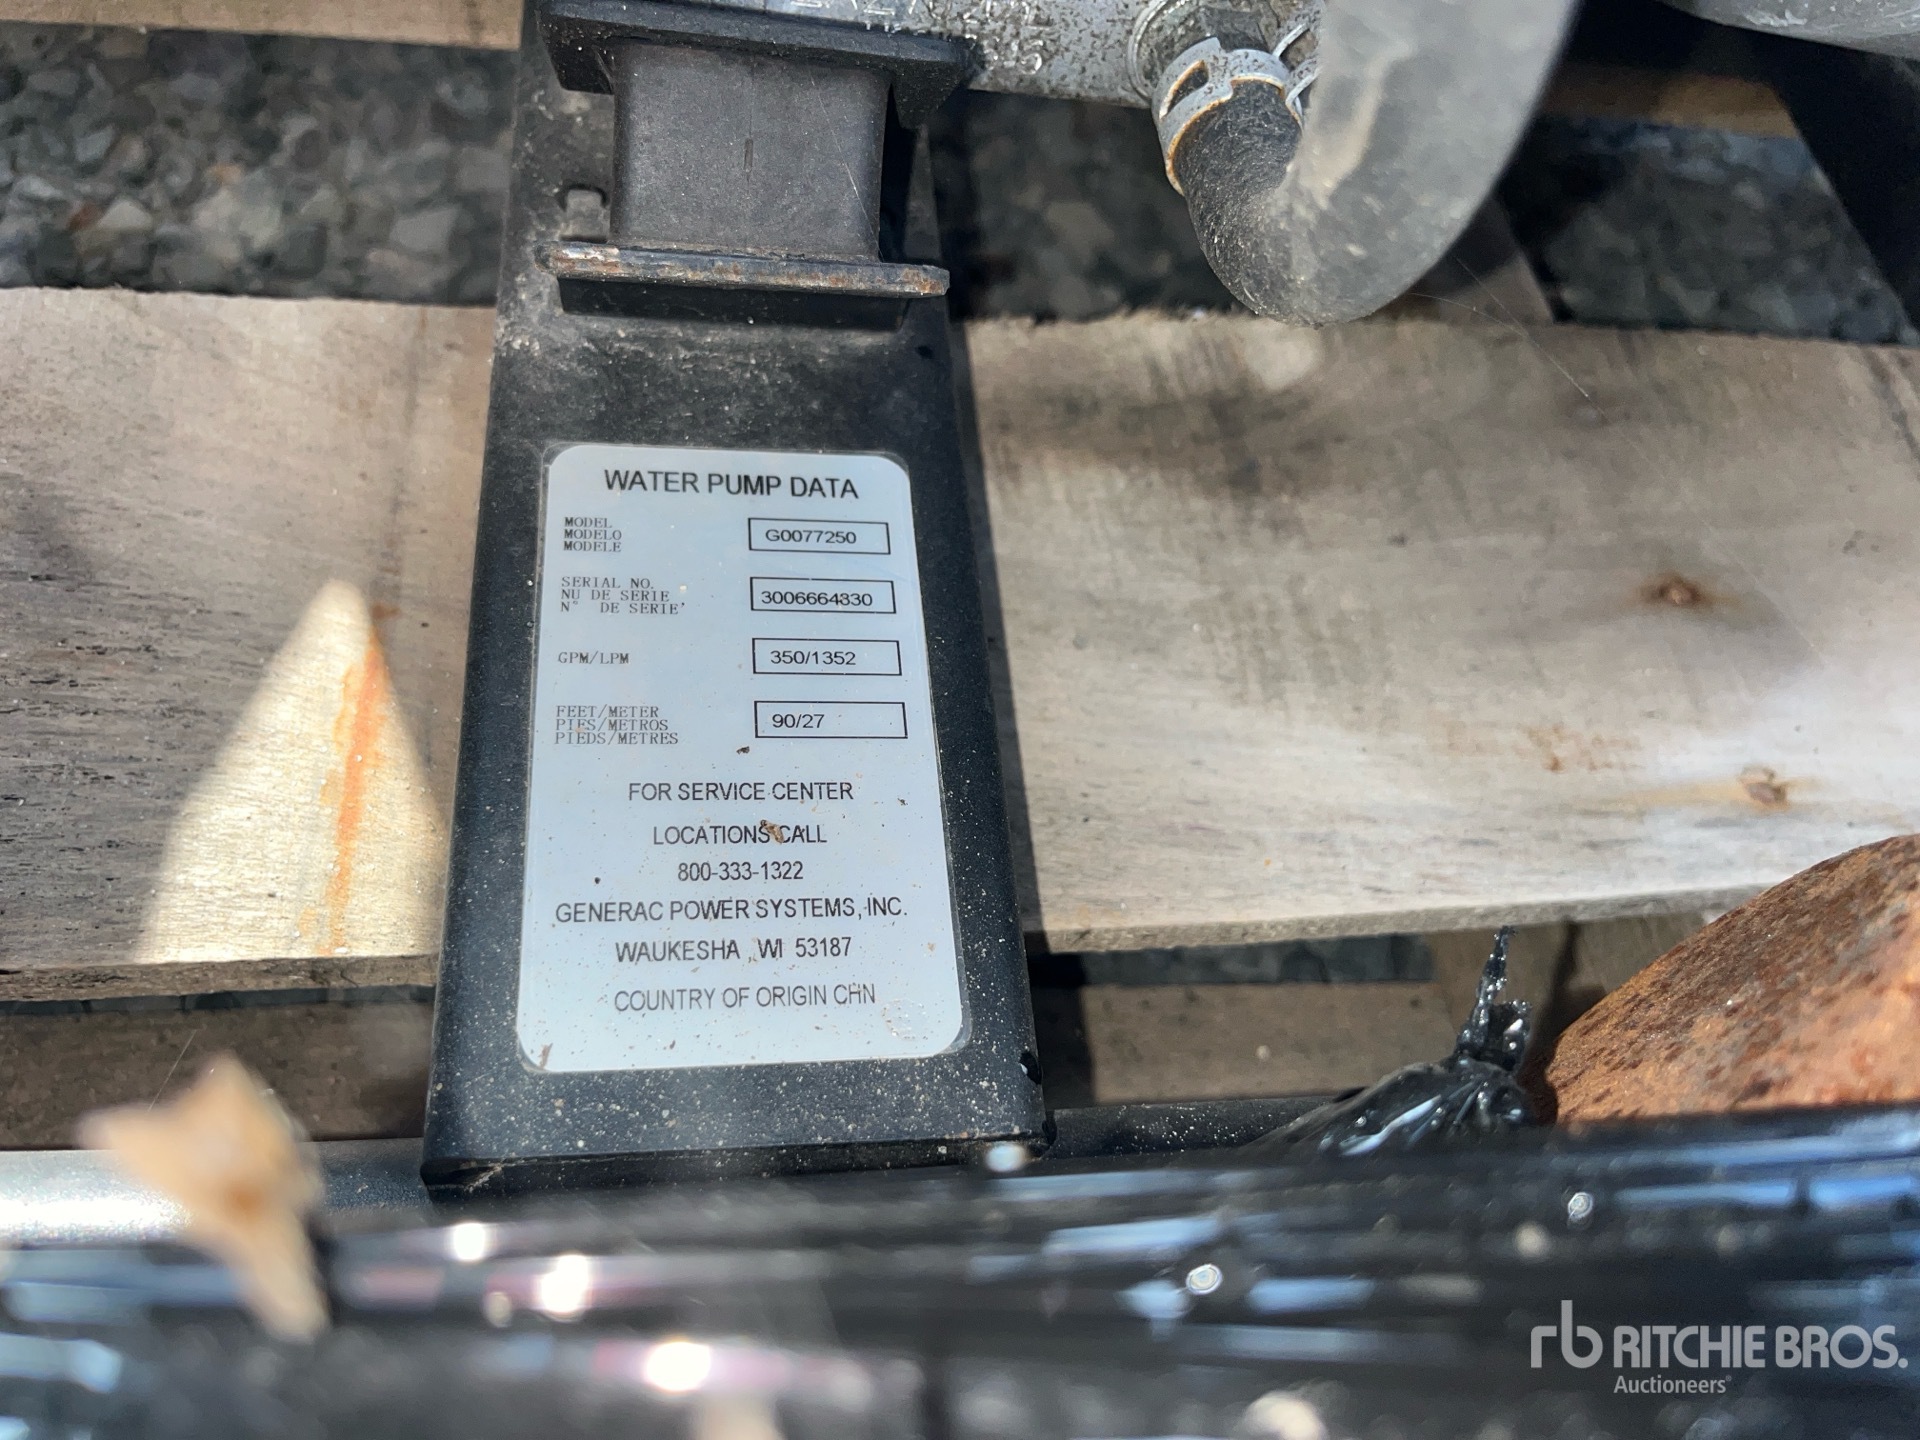 WATER PUMP DATA
MODEL
MODELO
MODELE
G0077250
SERIAL NO.
NU DE SERIE
N° DE SERIE'
3006664830
GPM/LPM
350/1352
FEET/METER
PIES/METROS
PIEDS/METRES
90/27
FOR SERVICE CENTER
LOCATIONS CALL
800-333-1322
GENERAC POWER SYSTEMS, INC.
WAUKESHA , WI 53187
COUNTRY OF ORIGIN CHN
rb RITCHIE BROS.
Auctioneers